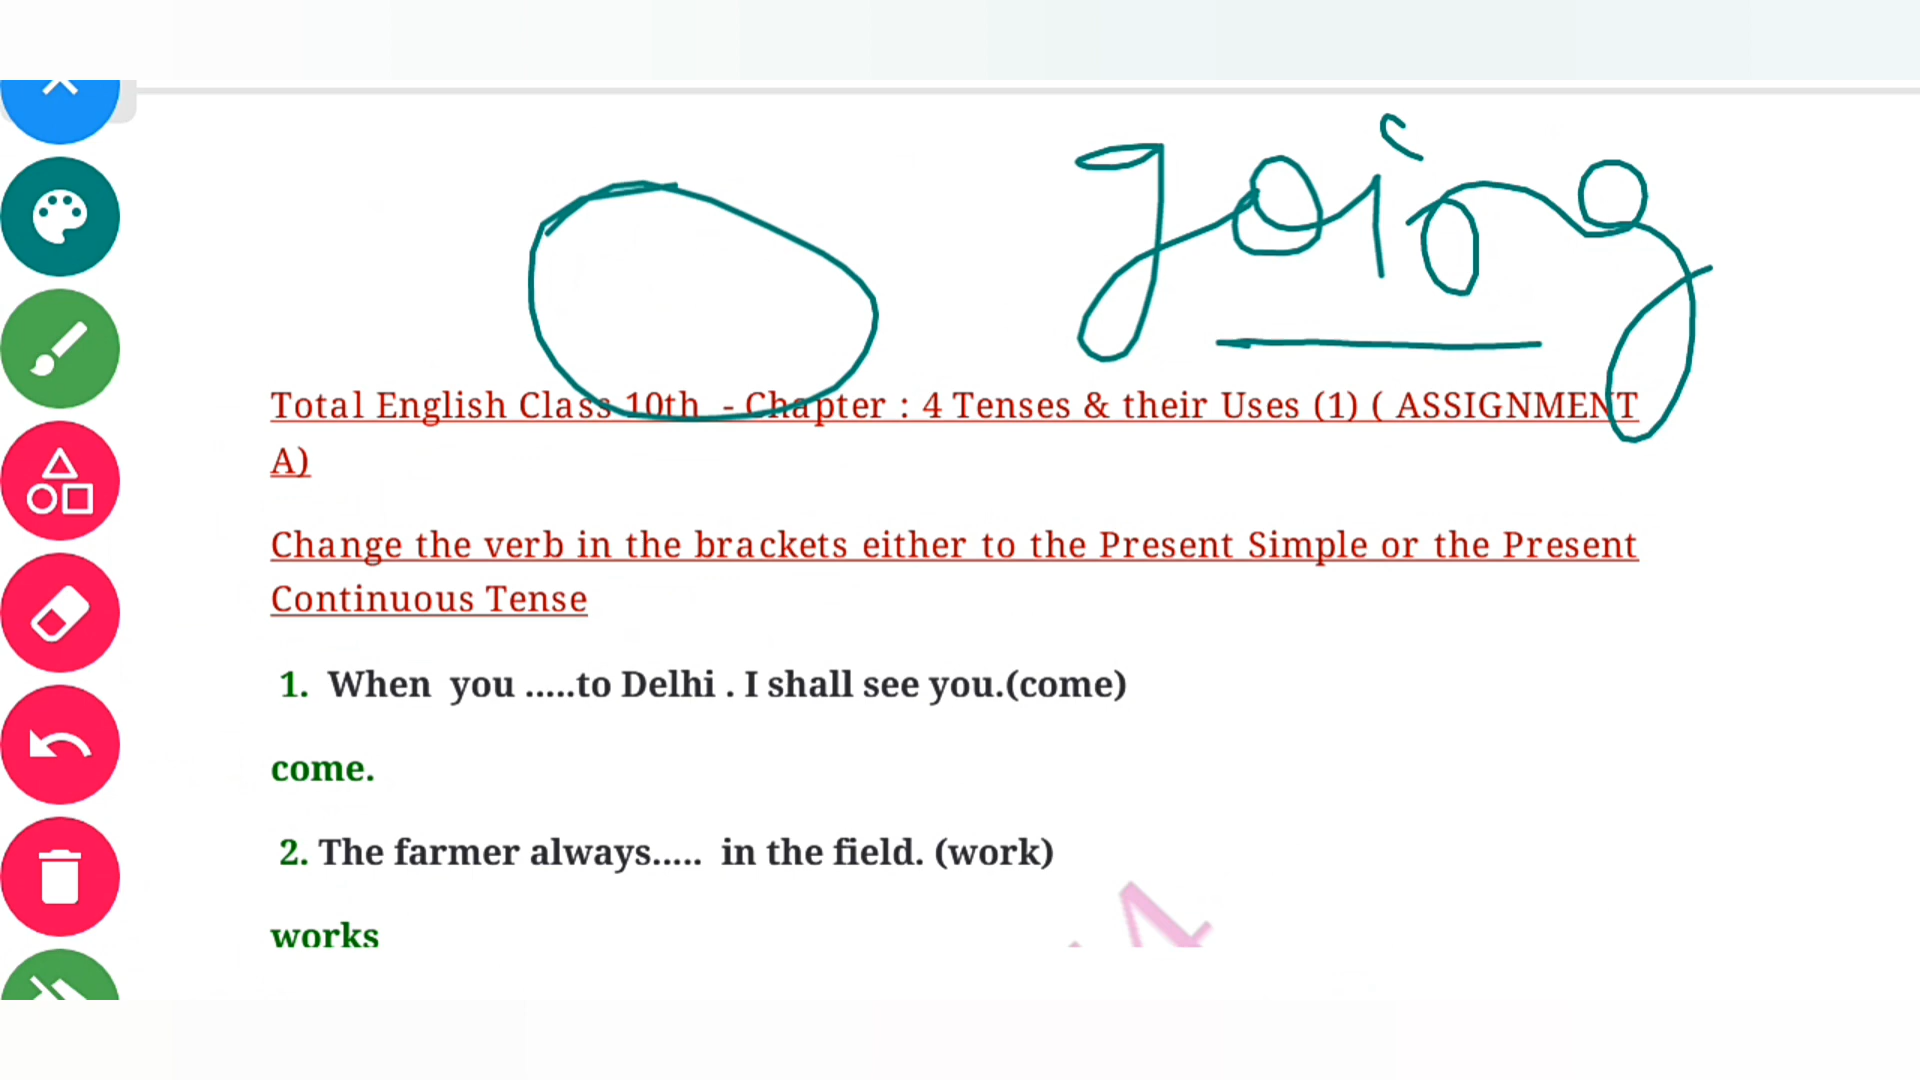 going
Total English Class 10th - Chapter : 4 Tenses & their Uses (1) ( ASSIGNMENT
A)
Change the verb in the brackets either to the Present Simple or the Present
Continuous Tense
1. When you .....to Delhi . I shall see you.(come)
come.
2. The farmer always..... in the field. (work)
works